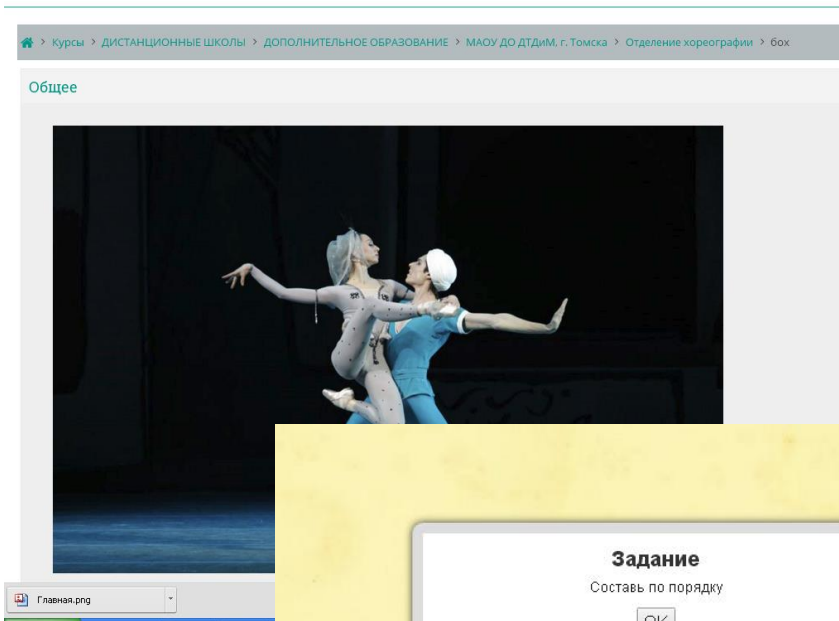 Курсы > ДИСТАНЦИОННЫЕ ШКОЛЫ > ДОПОЛНИТЕЛЬНОЕ ОБРАЗОВАНИЕ > МАОУ ДО ДТДиМ, г. Томска > Отделение хореографии > бох
Общее
Задание
Составь по порядку
OK
Главная.png